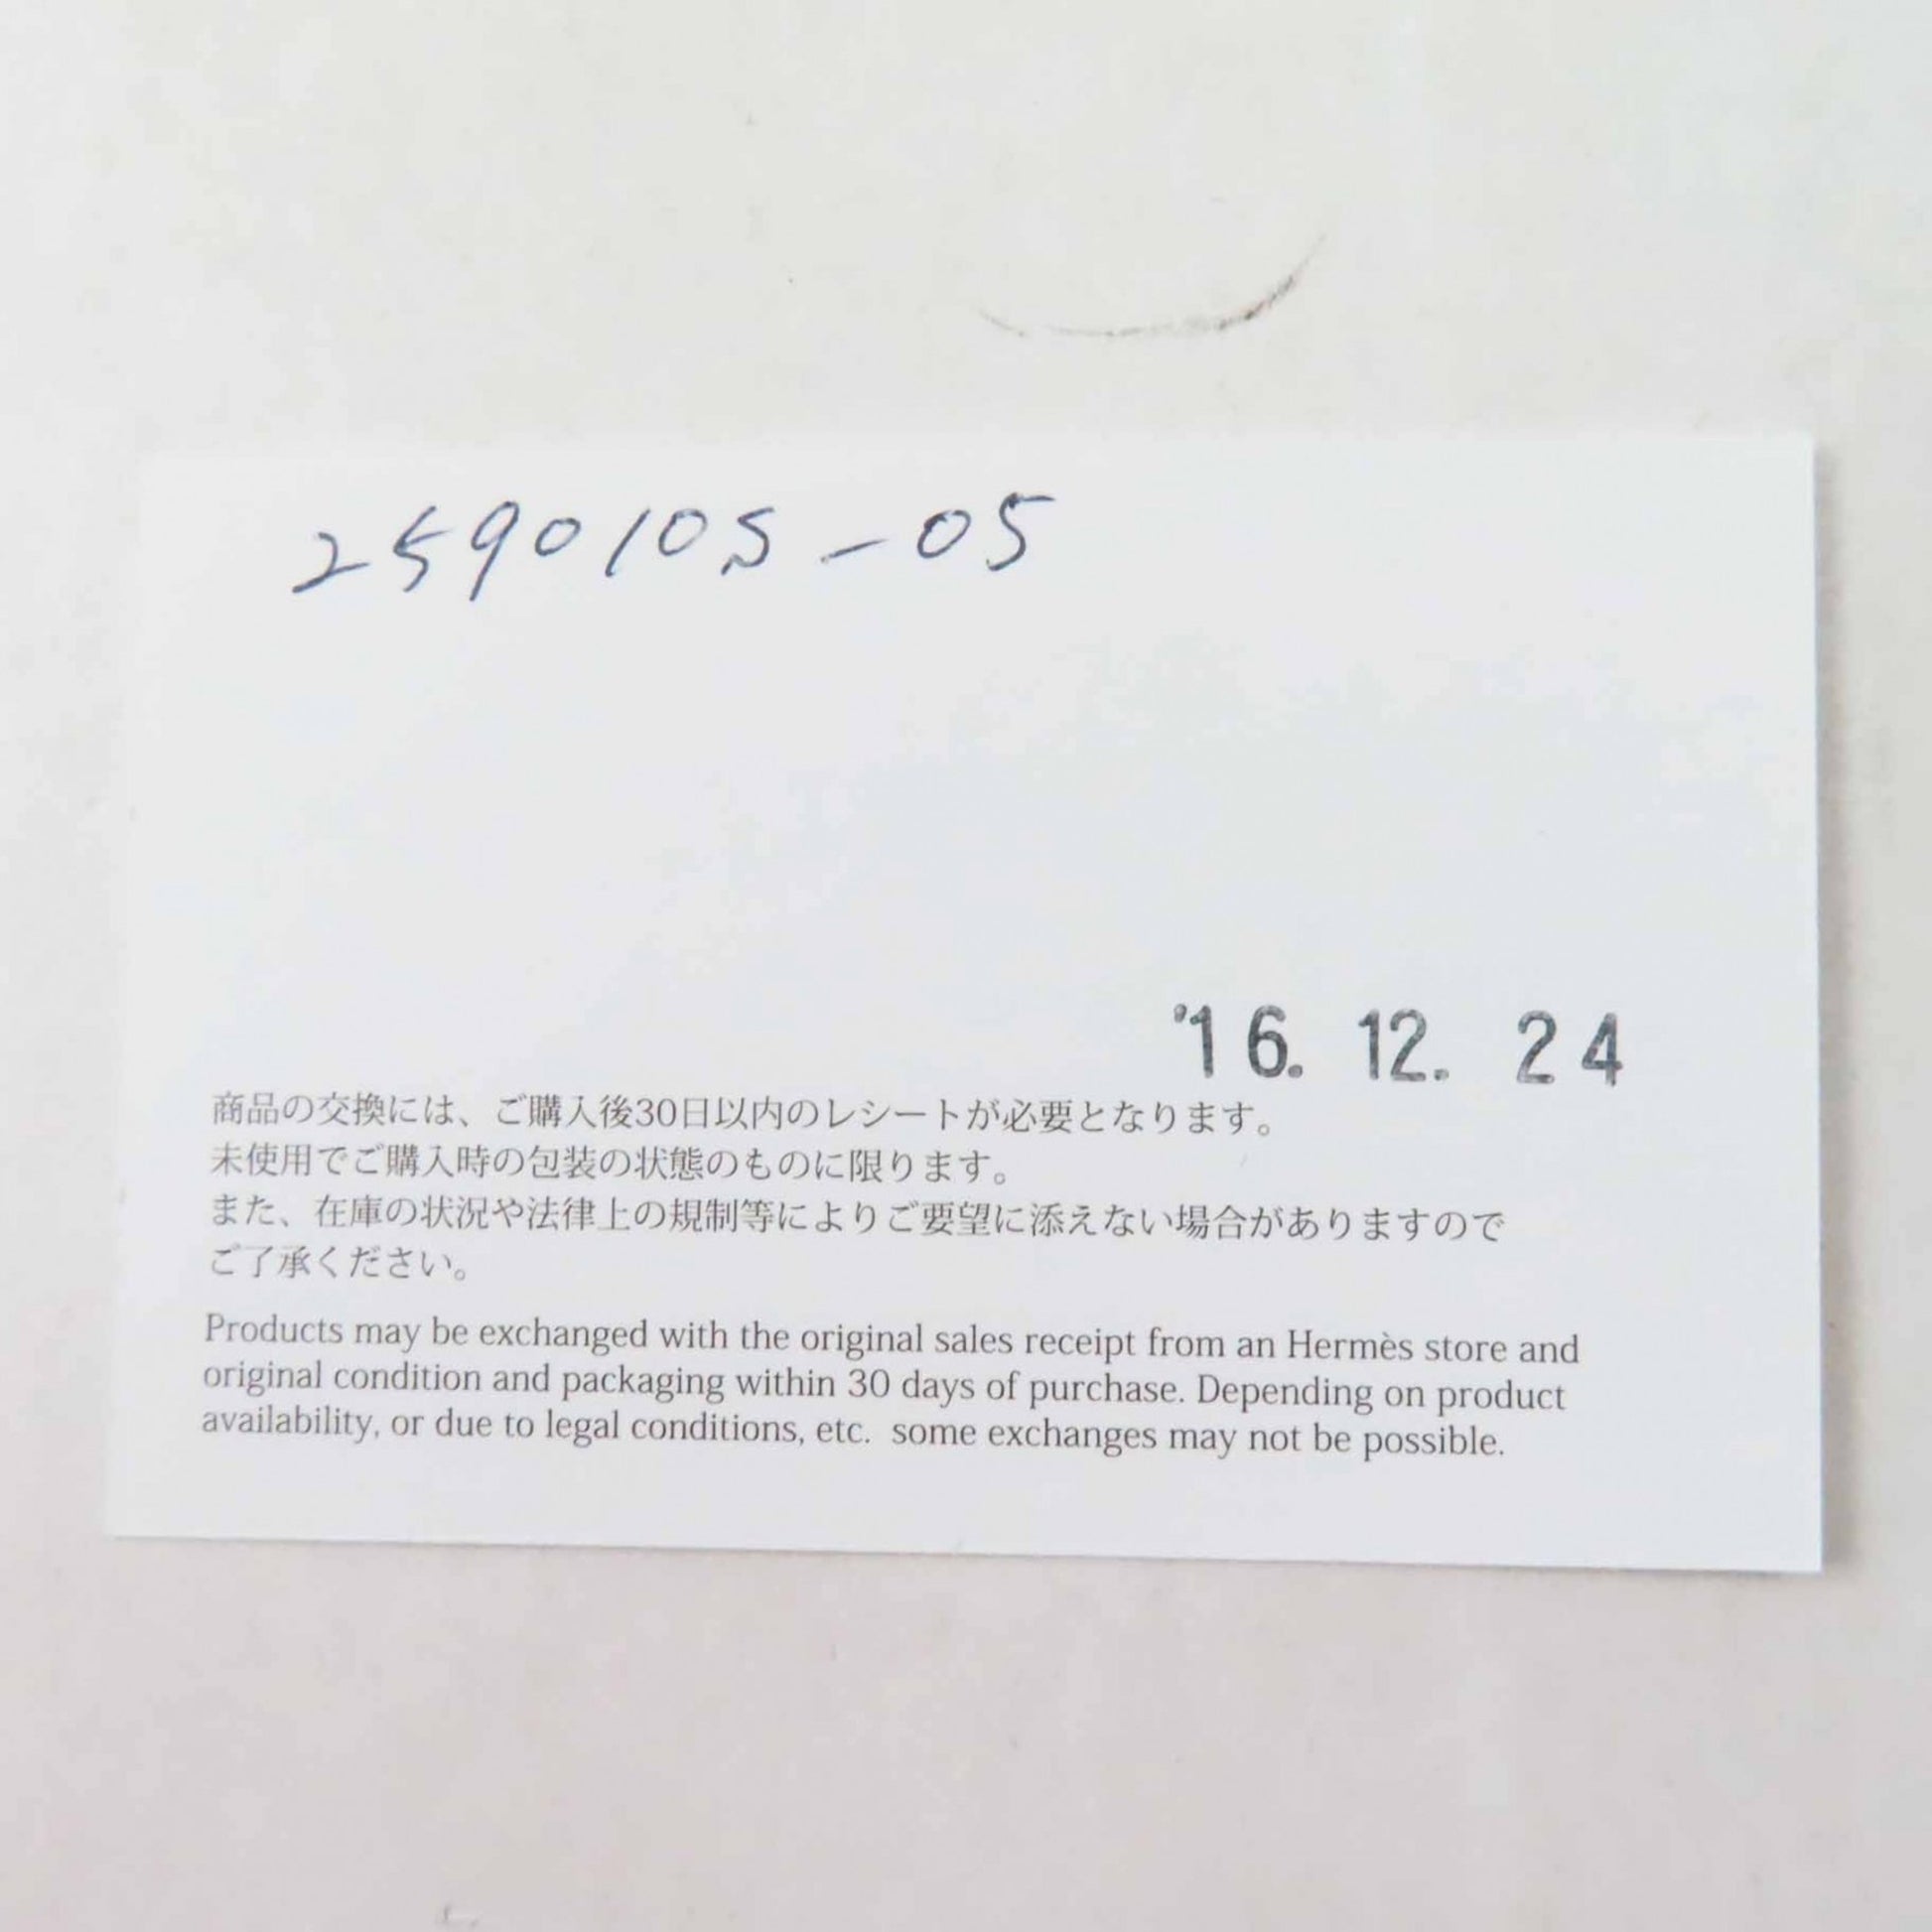 259010S-05
'16. 12. 24
商品の交換には、ご購入後30日以内のレシートが必要となります。
未使用でご購入時の包装の状態のものに限ります。
また、在庫の状況や法律上の規制等によりご要望に添えない場合がありますので
ご了承ください。
Products may be exchanged with the original sales receipt from an Hermès store and
original condition and packaging within 30 days of purchase. Depending on product
availability, or due to legal conditions, etc. some exchanges may not be possible.